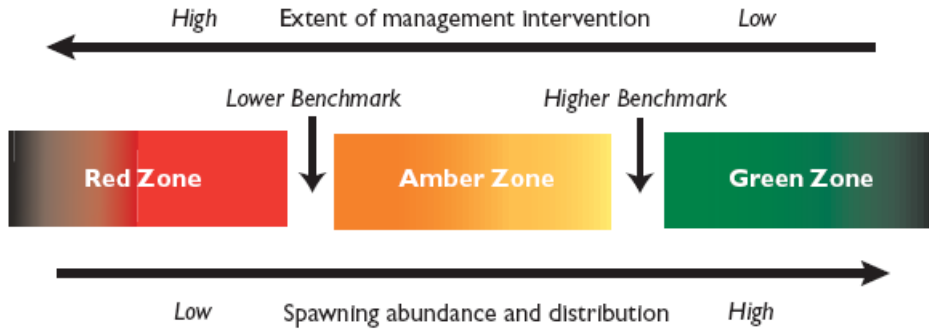 High Extent of management intervention Low
Lower Benchmark Higher Benchmark
Red Zone Amber Zone Green Zone
Low Spawning abundance and distribution High